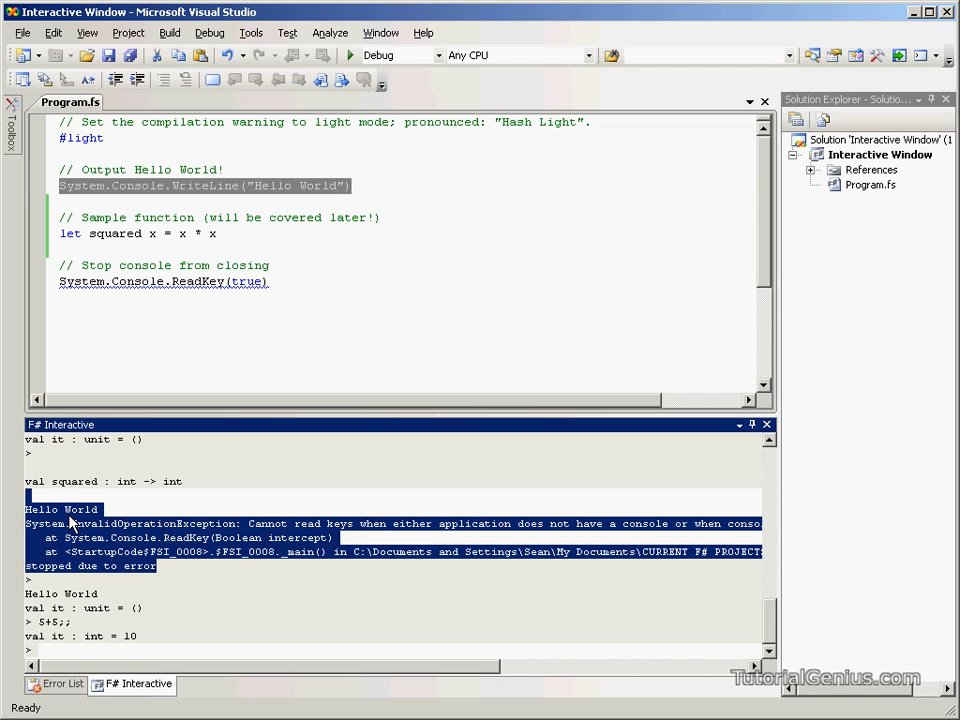 Interactive Window - Microsoft Visual Studio
File Edit View Project Build Debug Tools Test Analyze Window Help
Debug Any CPU
Toolbox
Program.fs
// Set the compilation warning to light mode; pronounced: "Hash Light".
#light
// Output Hello World!
System.Console.WriteLine("Hello World")
// Sample function (will be covered later!)
let squared x = x * x
// Stop console from closing
System.Console.ReadKey(true)
Solution Explorer - Solutio...
Solution 'Interactive Window' (1
Interactive Window
References
Program.fs
F# Interactive
val it : unit = ()
>
val squared : int -> int
Hello World
System.InvalidOperationException: Cannot read keys when either application does not have a console or when conso
at System.Console.ReadKey(Boolean intercept)
at <StartupCode$FSI_0008>.$FSI_0008._main() in C:\Documents and Settings\Sean\My Documents\CURRENT F# PROJECT
stopped due to error
>
Hello World
val it : unit = ()
> 5+5;;
val it : int = 10
>
Error List F# Interactive
TutorialGenius.com
Ready